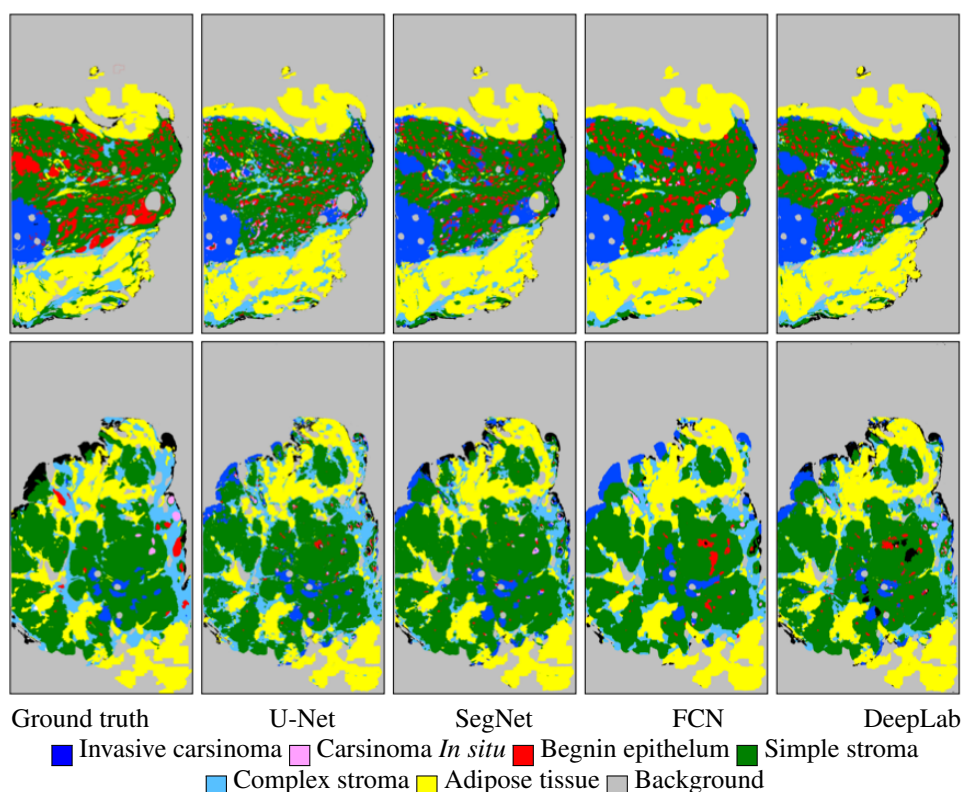 Ground truth U-Net SegNet FCN DeepLab
Invasive carsinoma Carsinoma In situ Begnin epithelum Simple stroma
Complex stroma Adipose tissue Background